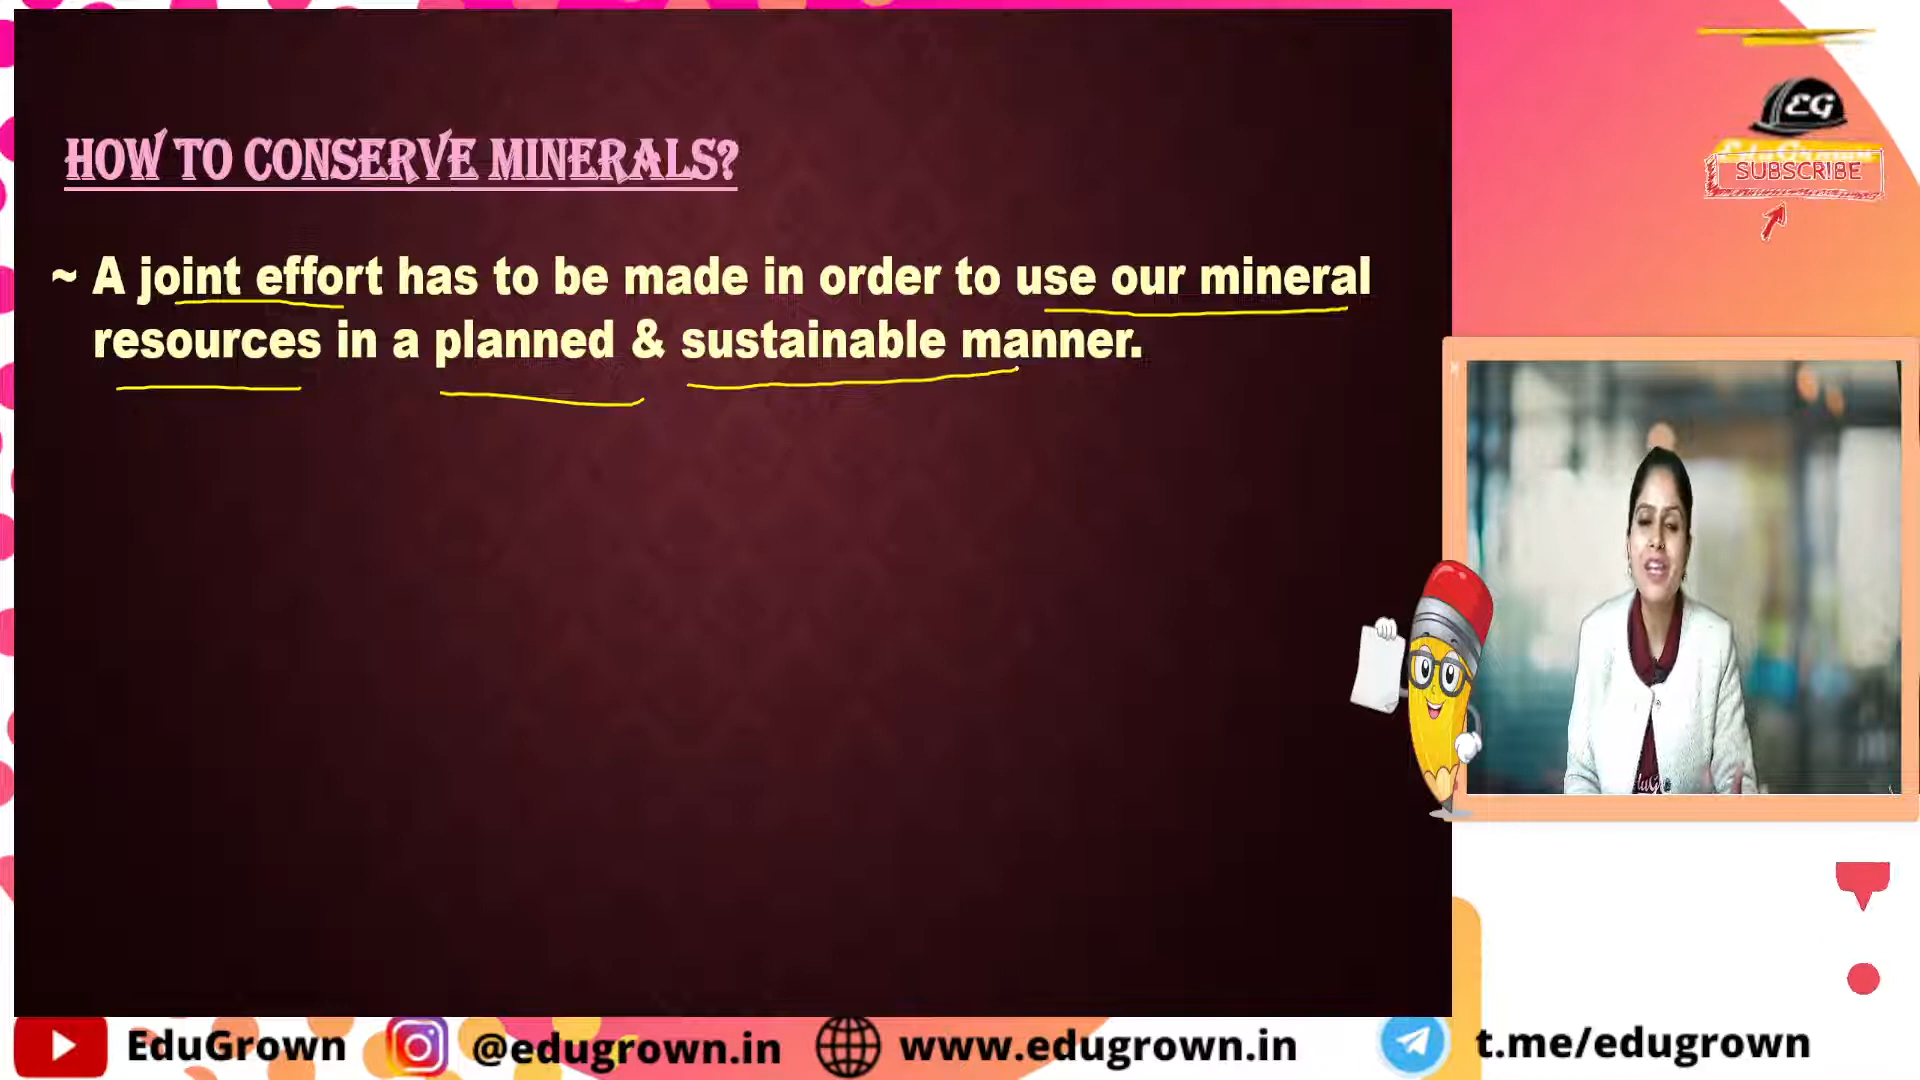 HOW TO CONSERVE MINERALS?
~ A joint effort has to be made in order to use our mineral
resources in a planned & sustainable manner.
EG
SUBSCRIBE
EduGrown
@edugrown.in
www.edugrown.in
t.me/edugrown